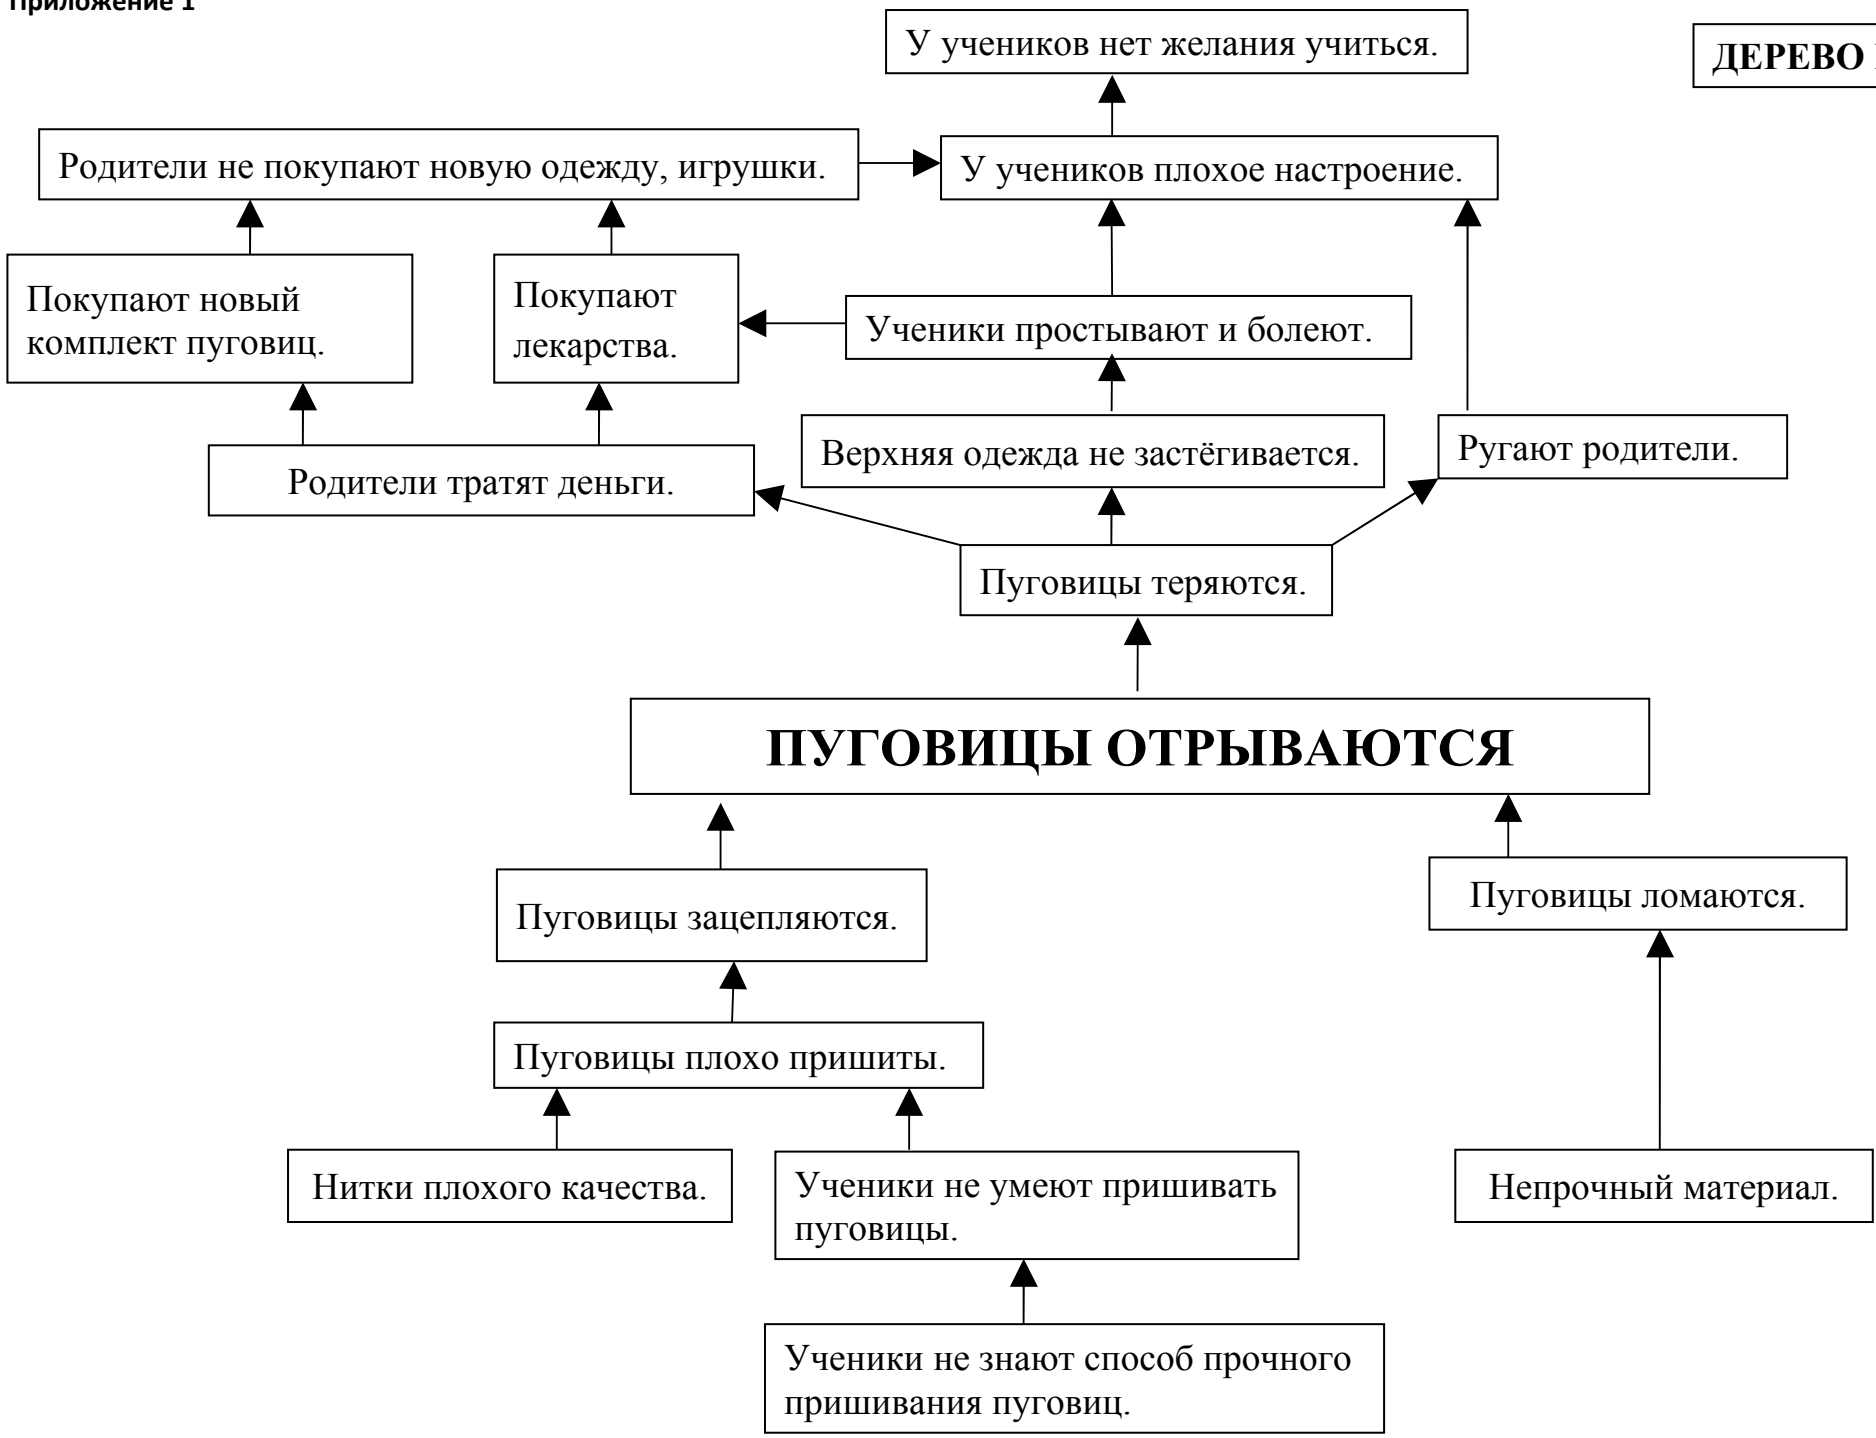 Приложение 1
У учеников нет желания учиться.
ДЕРЕВО
Родители не покупают новую одежду, игрушки.
У учеников плохое настроение.
Покупают новый
комплект пуговиц.
Покупают
лекарства.
Ученики простывают и болеют.
Родители тратят деньги.
Верхняя одежда не застёгивается.
Ругают родители.
Пуговицы теряются.
ПУГОВИЦЫ ОТРЫВАЮТСЯ
Пуговицы зацепляются.
Пуговицы ломаются.
Пуговицы плохо пришиты.
Нитки плохого качества.
Ученики не умеют пришивать
пуговицы.
Непрочный материал.
Ученики не знают способ прочного
пришивания пуговиц.